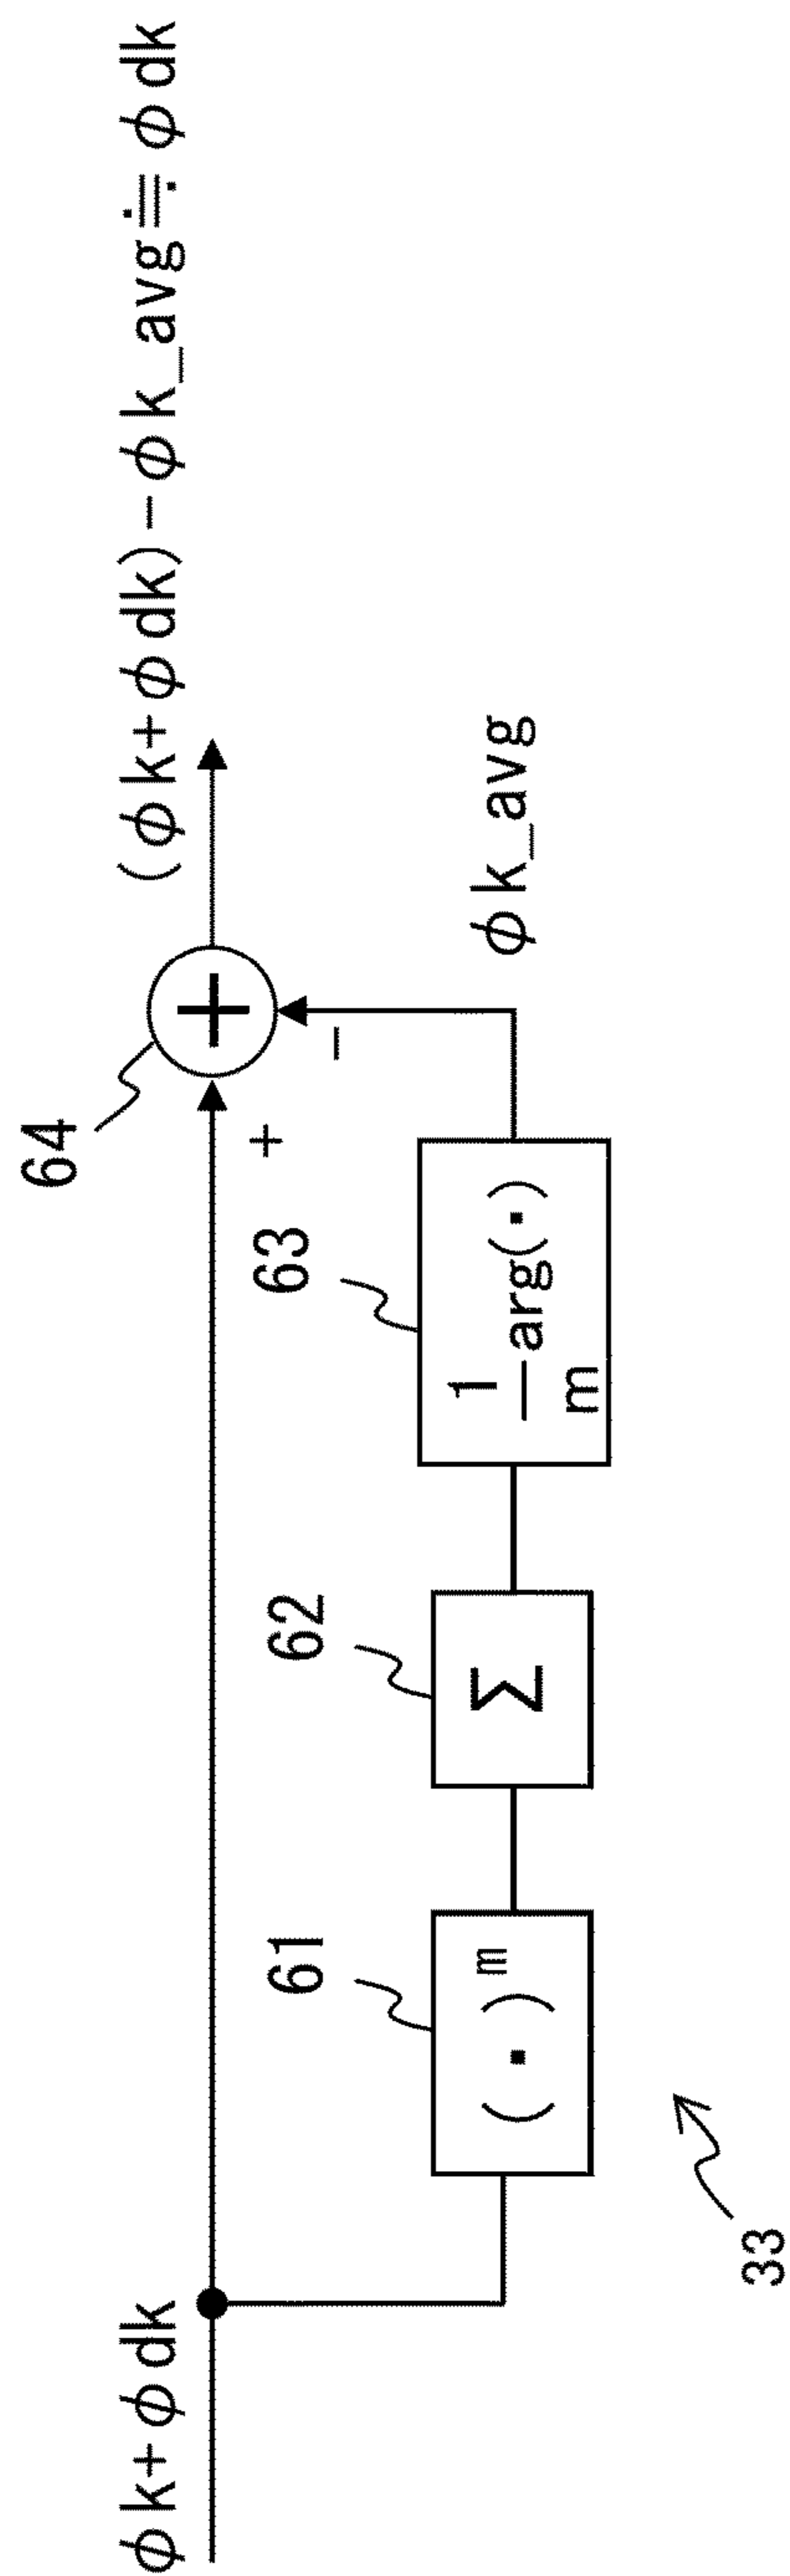 φk+φdk
64
(φk+φdk)-φk_avg≒φdk
+
+
-
φk_avg
61
(▪)m
62
Σ
63
1
arg(▪)
m
33